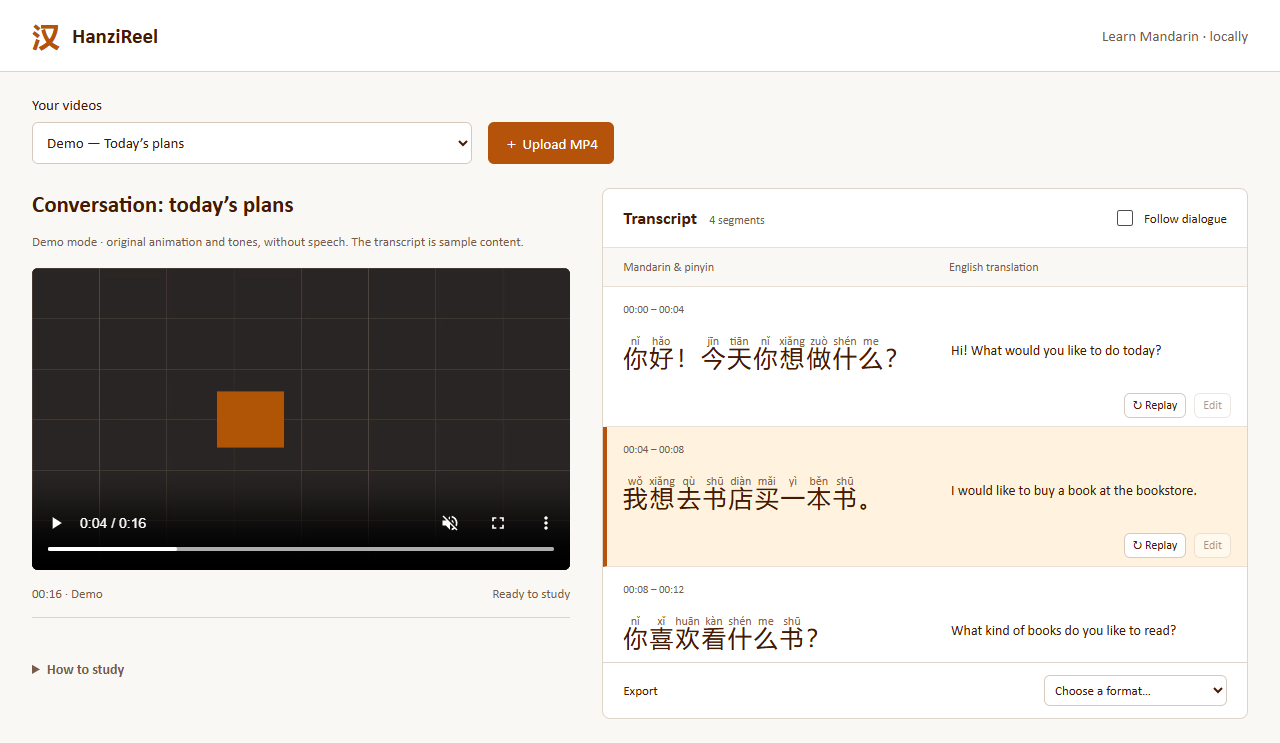 汉 HanziReel
Learn Mandarin · locally
Your videos
Demo — Today’s plans
+ Upload MP4
Conversation: today’s plans
Demo mode · original animation and tones, without speech. The transcript is sample content.
0:04 / 0:16
00:16 · Demo
Ready to study
▶ How to study
Transcript 4 segments
Follow dialogue
Mandarin & pinyin
English translation
00:00 – 00:04
nǐ hǎo jīn tiān nǐ xiǎng zuò shén me
你好！今天你想做什么？
Hi! What would you like to do today?
↻ Replay
Edit
00:04 – 00:08
wǒ xiǎng qù shū diàn mǎi yì běn shū
我想去书店买一本书。
I would like to buy a book at the bookstore.
↻ Replay
Edit
00:08 – 00:12
nǐ xǐ huān kàn shén me shū
你喜欢看什么书？
What kind of books do you like to read?
Export
Choose a format...